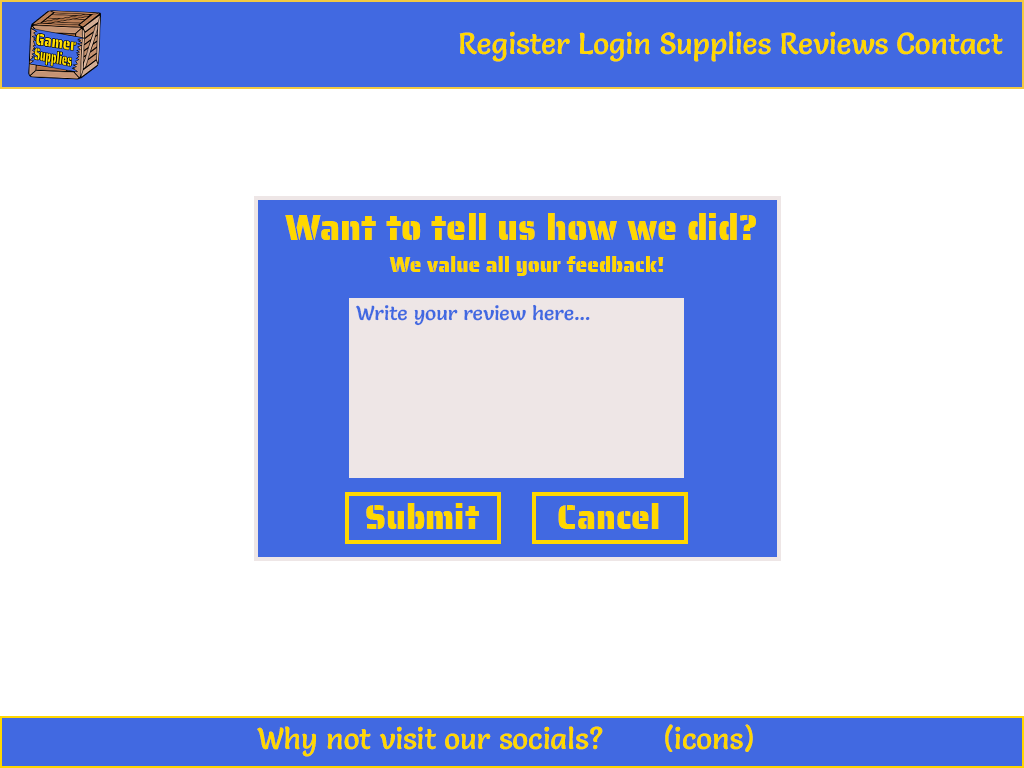 Gamer
Supplies
Register Login Supplies Reviews Contact
Want to tell us how we did?
We value all your feedback!
Write your review here...
Submit Cancel
Why not visit our socials? (icons)